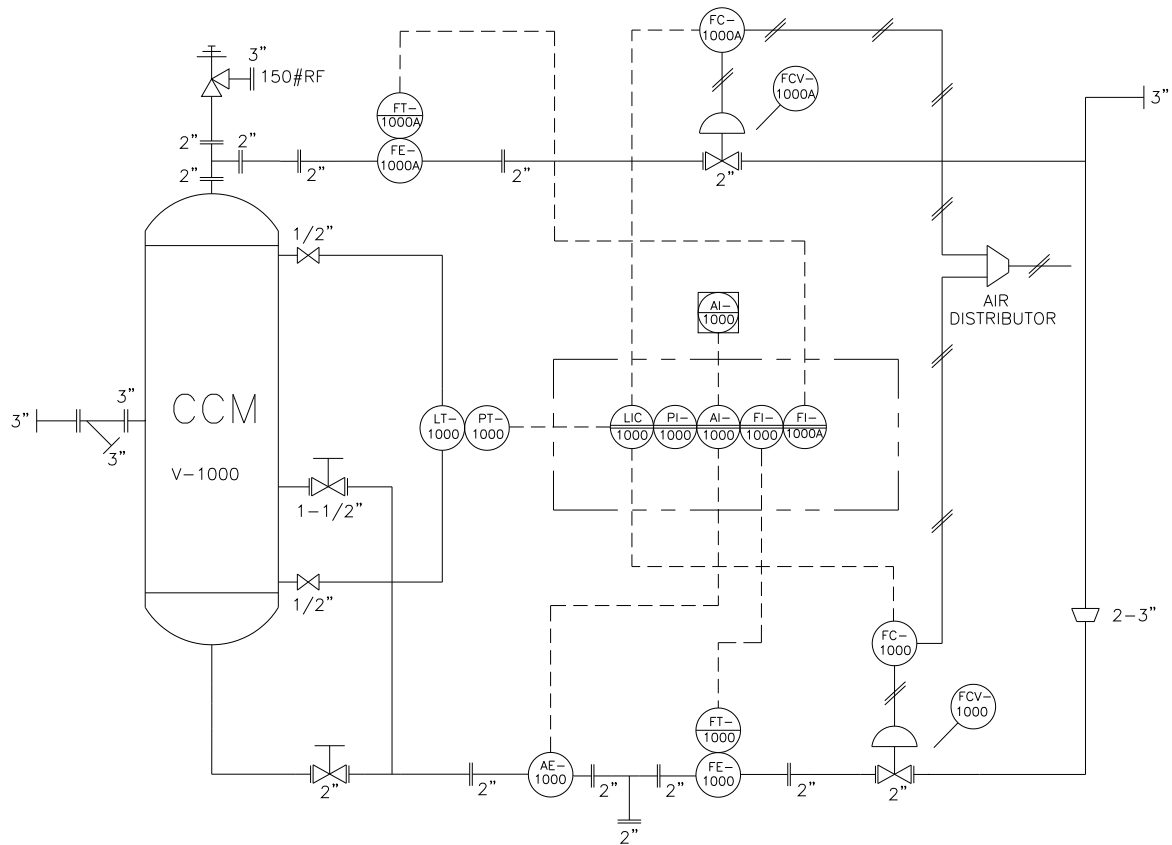 FC-
1000A
3"
150#RF
FCV-
1000A
3"
FT-
1000A
2"
2"
FE-
1000A
2"
2"
2"
2"
1/2"
AI-
1000
AIR
DISTRIBUTOR
3"
CCM
3"
3"
LT-
1000
PT-
1000
LIC
1000
PI-
1000
AI-
1000
FI-
1000
FI-
1000A
V-1000
1-1/2"
1/2"
2-3"
FC-
1000
FCV-
1000
FT-
1000
AE-
1000
FE-
1000
2"
2"
2"
2"
2"
2"
2"